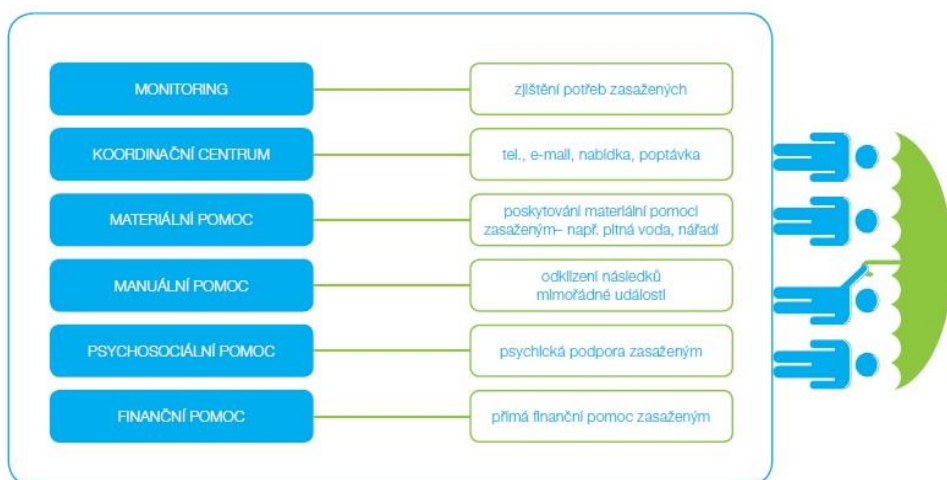 MONITORING
zjištění potřeb zasažených
KOORDINAČNÍ CENTRUM
tel., e-mail, nabídka, poptávka
MATERIÁLNÍ POMOC
poskytování materiální pomoci
zasaženým– např. pitná voda, nářadí
MANUÁLNÍ POMOC
odklizení následků
mimořádné události
PSYCHOSOCIÁLNÍ POMOC
psychická podpora zasaženým
FINANČNÍ POMOC
přímá finanční pomoc zasaženým